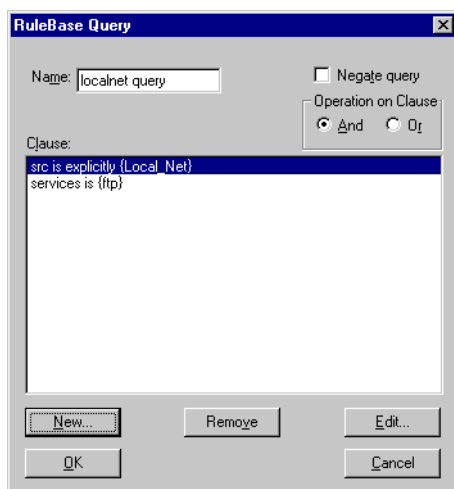 RuleBase Query
Name: localnet query
Negate query
Operation on Clause
And Or
Clause:
src is explicitly {Local_Net}
services is {ftp}
New... Remove Edit...
OK Cancel